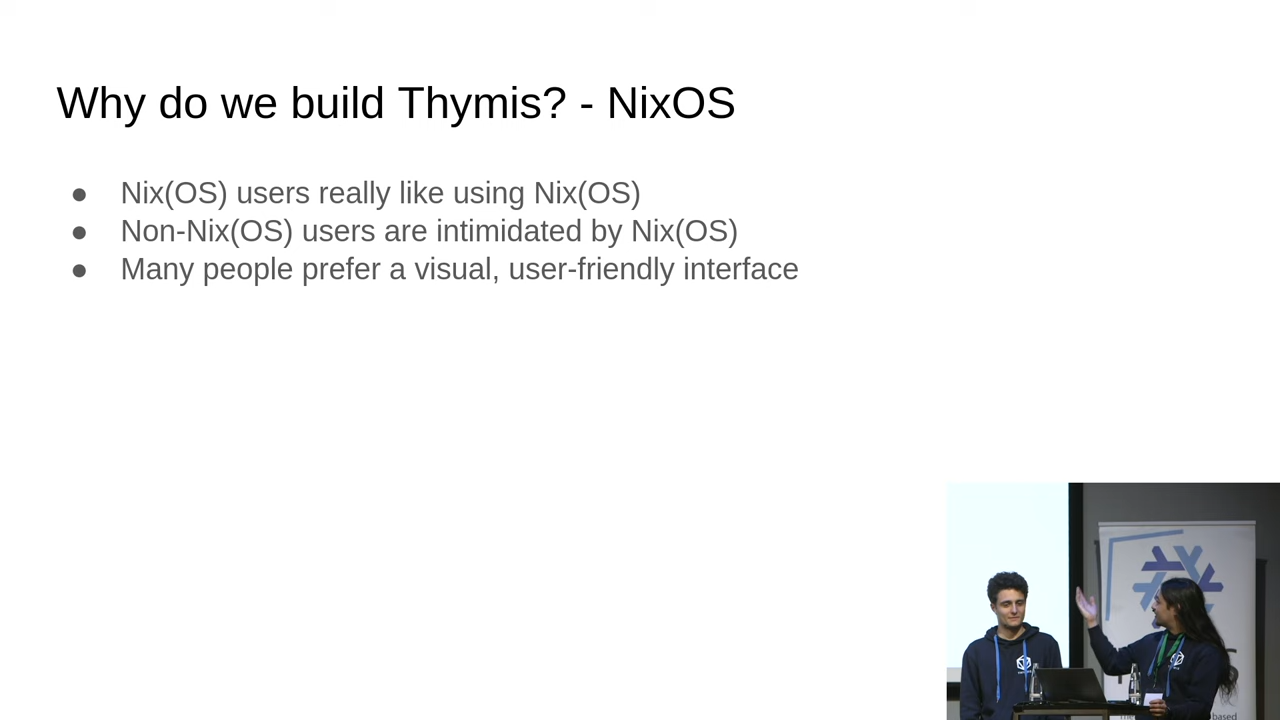 Why do we build Thymis? - NixOS
● Nix(OS) users really like using Nix(OS)
● Non-Nix(OS) users are intimidated by Nix(OS)
● Many people prefer a visual, user-friendly interface
based